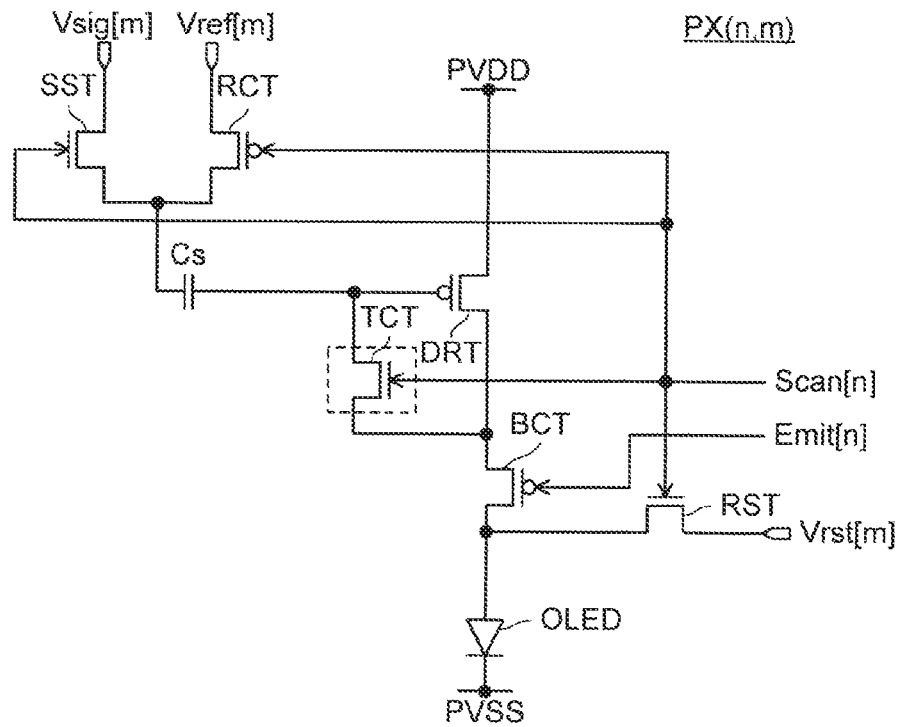 Vsig[m] Vref[m] PX(n,m)
SST RCT PVDD
Cs
TCT
DRT
Scan[n]
BCT Emit[n]
RST
Vrst[m]
OLED
PVSS